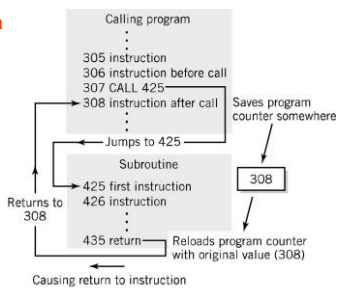 Calling program
305 instruction
306 instruction before call
307 CALL 425
308 instruction after call
Saves program
counter somewhere
Jumps to 425
Subroutine
308
425 first instruction
426 instruction
Returns to
308
435 return
Reloads program counter
with original value (308)
Causing return to instruction